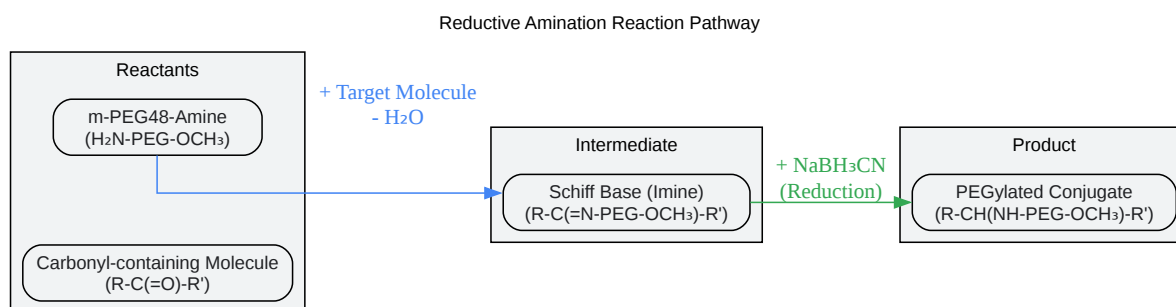 Reductive Amination Reaction Pathway
Reactants
m-PEG48-Amine
(H₂N-PEG-OCH₃)
+ Target Molecule
- H₂O
Intermediate
Schiff Base (Imine)
(R-C(=N-PEG-OCH₃)-R')
+ NaBH₃CN
(Reduction)
Product
PEGylated Conjugate
(R-CH(NH-PEG-OCH₃)-R')
Carbonyl-containing Molecule
(R-C(=O)-R')